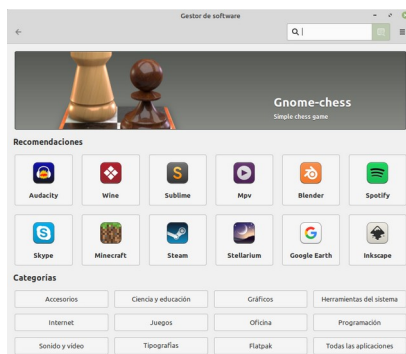 Gestor de software
Gnome-chess
Simple chess game
Recomendaciones
Audacity Wine Sublime Mpv Blender Spotify
Skype Minecraft Steam Stellarium Google Earth Inkscape
Categorías
Accesorios Ciencia y educación Gráficos Herramientas del sistema
Internet Juegos Oficina Programación
Sonido y vídeo Tipografías Flatpak Todas las aplicaciones